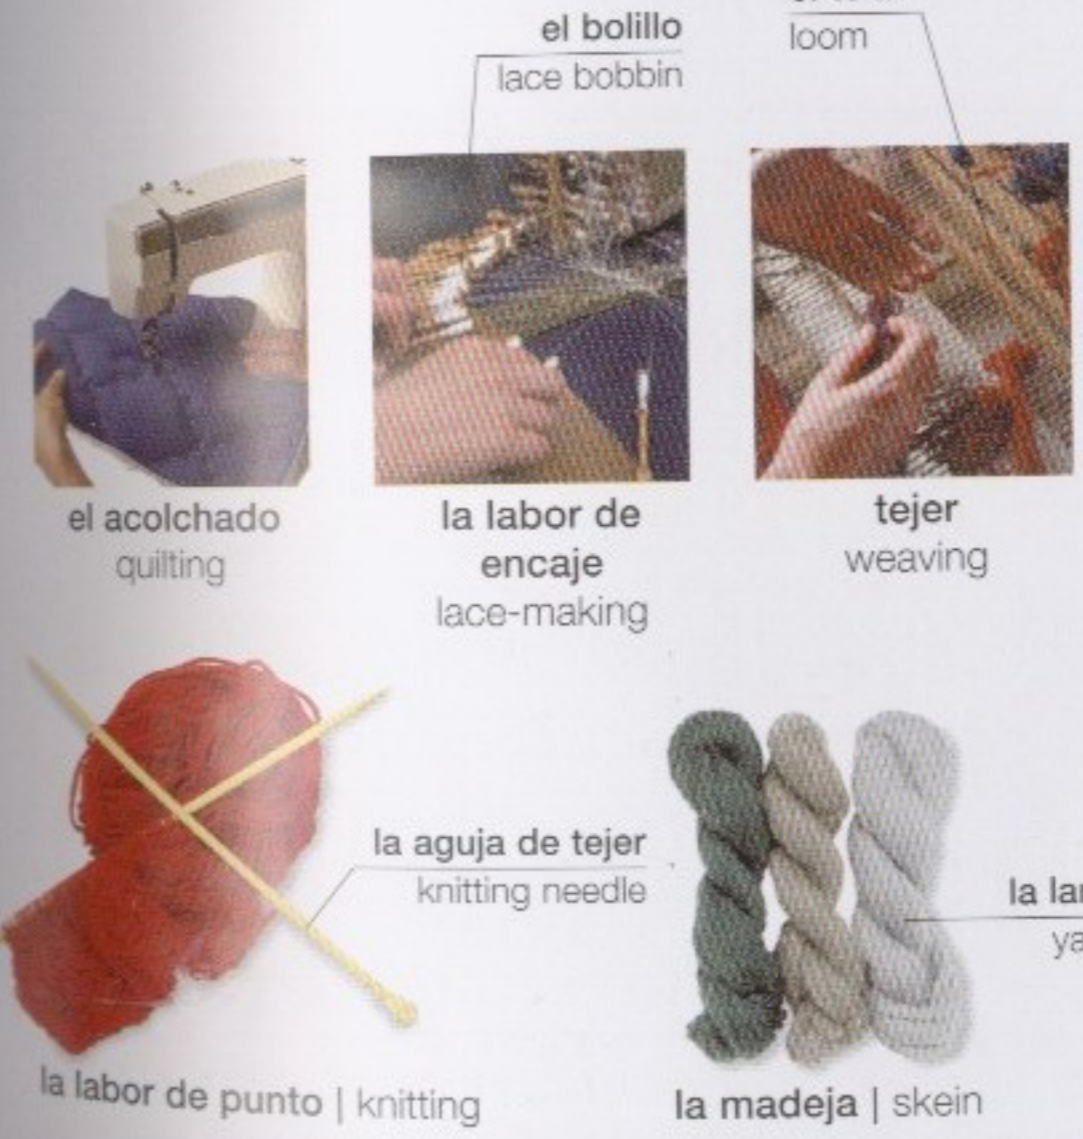 el bolillo
lace bobbin
loom
el acolchado
quilting
la labor de
encaje
lace-making
tejer
weaving
la aguja de tejer
knitting needle
la labor de punto | knitting
la madeja | skein